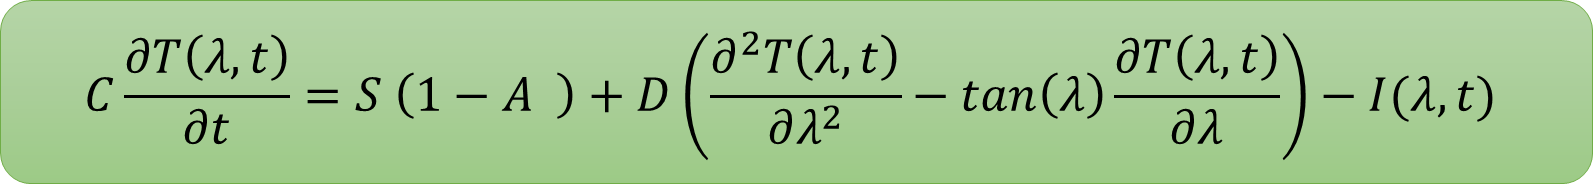 C ∂T(λ, t)/∂t = S (1 − A ) + D (∂²T(λ, t)/∂λ² − tan(λ) ∂T(λ, t)/∂λ) − I(λ, t)